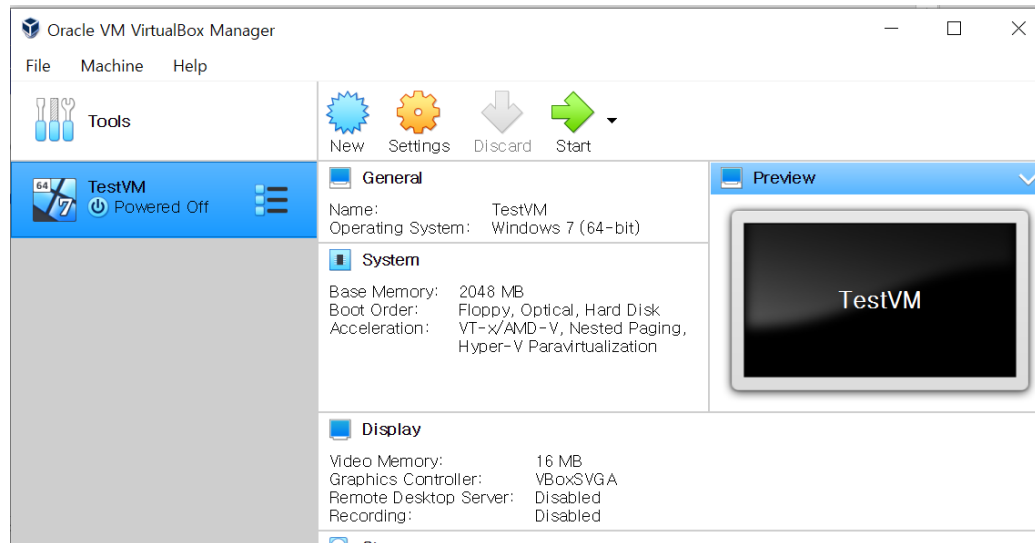 Oracle VM VirtualBox Manager
File Machine Help
Tools
New Settings Discard Start
64
7
TestVM
Powered Off
General
Name: TestVM
Operating System: Windows 7 (64-bit)
System
Base Memory: 2048 MB
Boot Order: Floppy, Optical, Hard Disk
Acceleration: VT-x/AMD-V, Nested Paging,
Hyper-V Paravirtualization
Preview
TestVM
Display
Video Memory: 16 MB
Graphics Controller: VBoxSVGA
Remote Desktop Server: Disabled
Recording: Disabled